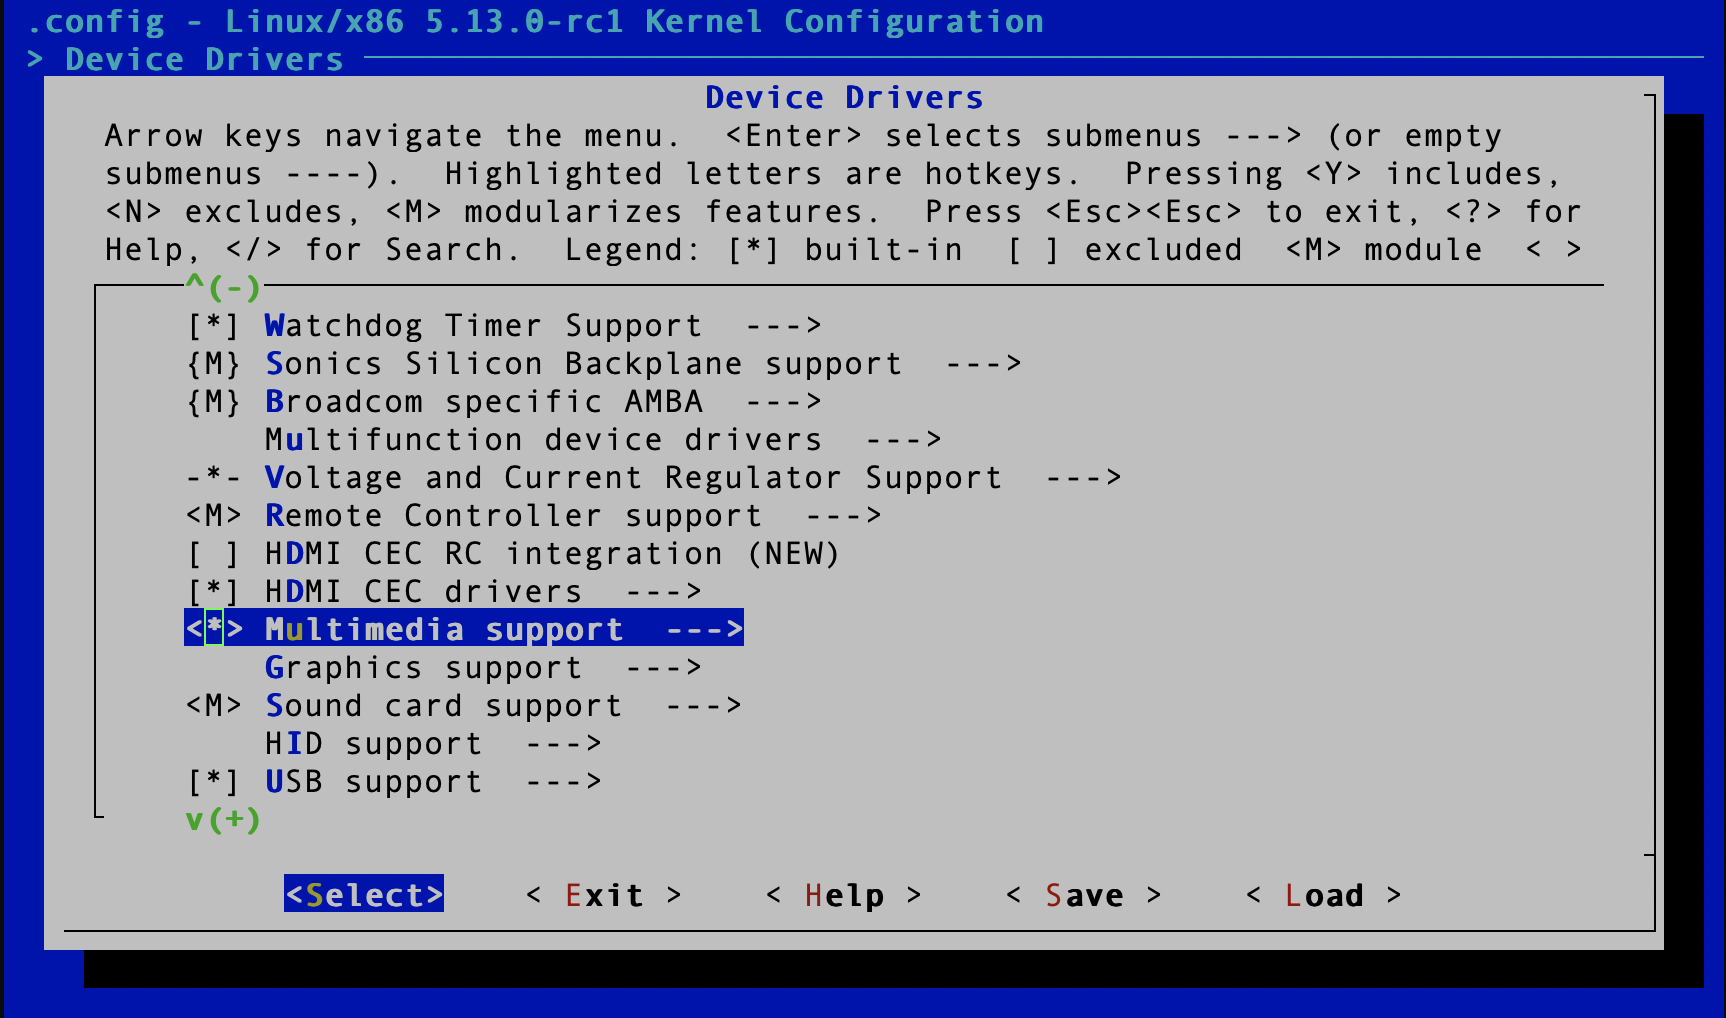 .config - Linux/x86 5.13.0-rc1 Kernel Configuration
> Device Drivers
Device Drivers
Arrow keys navigate the menu.  <Enter> selects submenus ---> (or empty
submenus ----).  Highlighted letters are hotkeys.  Pressing <Y> includes,
<N> excludes, <M> modularizes features.  Press <Esc><Esc> to exit, <?> for
Help, </> for Search.  Legend: [*] built-in  [ ] excluded  <M> module  < >
^(-)
[*] Watchdog Timer Support  --->
{M} Sonics Silicon Backplane support  --->
{M} Broadcom specific AMBA  --->
Multifunction device drivers  --->
-*- Voltage and Current Regulator Support  --->
<M> Remote Controller support  --->
[ ] HDMI CEC RC integration (NEW)
[*] HDMI CEC drivers  --->
<*> Multimedia support  --->
Graphics support  --->
<M> Sound card support  --->
HID support  --->
[*] USB support  --->
v(+)
<Select>    < Exit >    < Help >    < Save >    < Load >